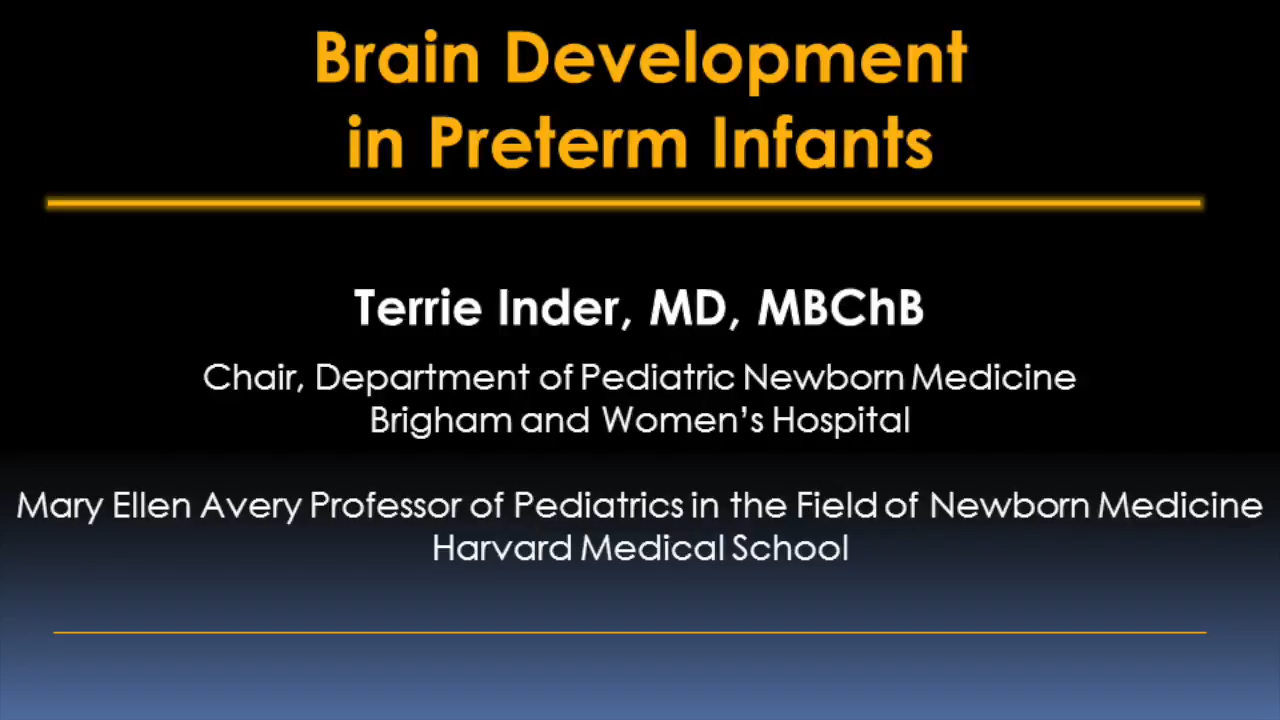 Brain Development
in Preterm Infants
Terrie Inder, MD, MBChB
Chair, Department of Pediatric Newborn Medicine
Brigham and Women’s Hospital
Mary Ellen Avery Professor of Pediatrics in the Field of Newborn Medicine
Harvard Medical School